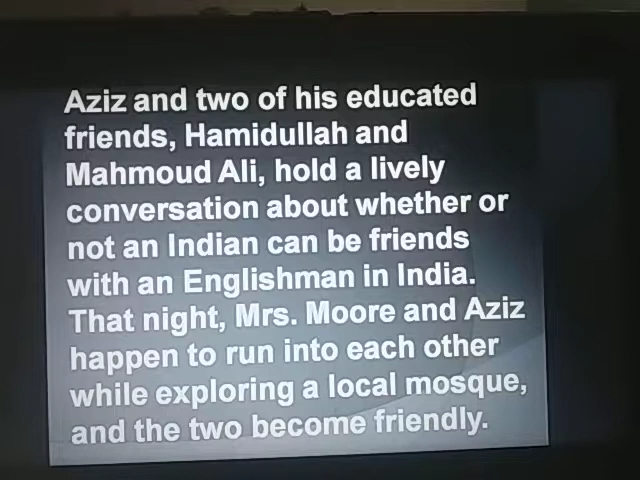 Aziz and two of his educated
friends, Hamidullah and
Mahmoud Ali, hold a lively
conversation about whether or
not an Indian can be friends
with an Englishman in India.
That night, Mrs. Moore and Aziz
happen to run into each other
while exploring a local mosque,
and the two become friendly.